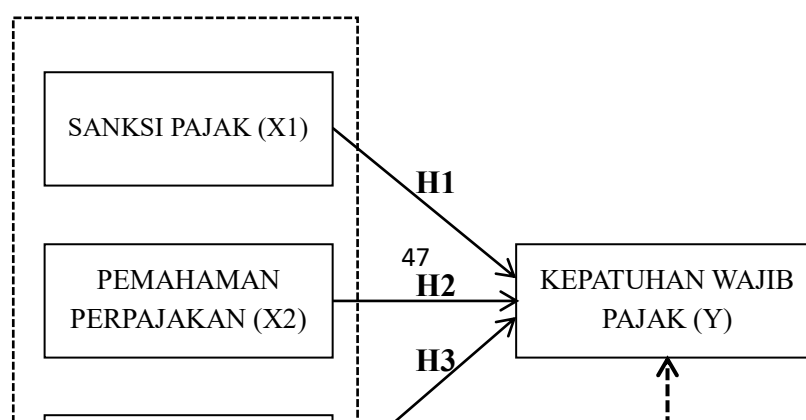 SANKSI PAJAK (X1)
H1
47
PEMAHAMAN
PERPAJAKAN (X2)
H2
KEPATUHAN WAJIB
PAJAK (Y)
H3